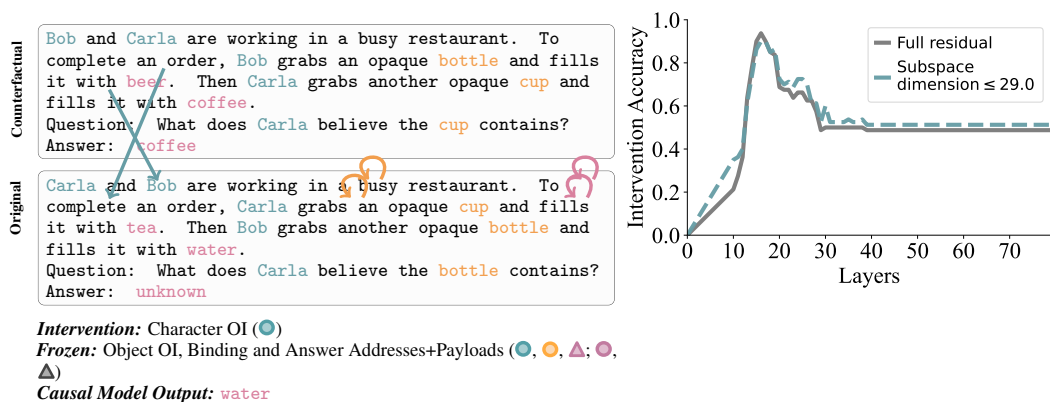 Counterfactual
Bob and Carla are working in a busy restaurant. To
complete an order, Bob grabs an opaque bottle and fills
it with beer. Then Carla grabs another opaque cup and
fills it with coffee.
Question: What does Carla believe the cup contains?
Answer: coffee
Original
Carla and Bob are working in a busy restaurant. To
complete an order, Carla grabs an opaque cup and fills
it with tea. Then Bob grabs another opaque bottle and
fills it with water.
Question: What does Carla believe the bottle contains?
Answer: unknown
Intervention: Character OI ( )
Frozen: Object OI, Binding and Answer Addresses+Payloads ( , , ; ,
)
Causal Model Output: water
Intervention Accuracy
1.0
0.8
0.6
0.4
0.2
0.0
Full residual
Subspace
dimension ≤ 29.0
0 10 20 30 40 50 60 70
Layers